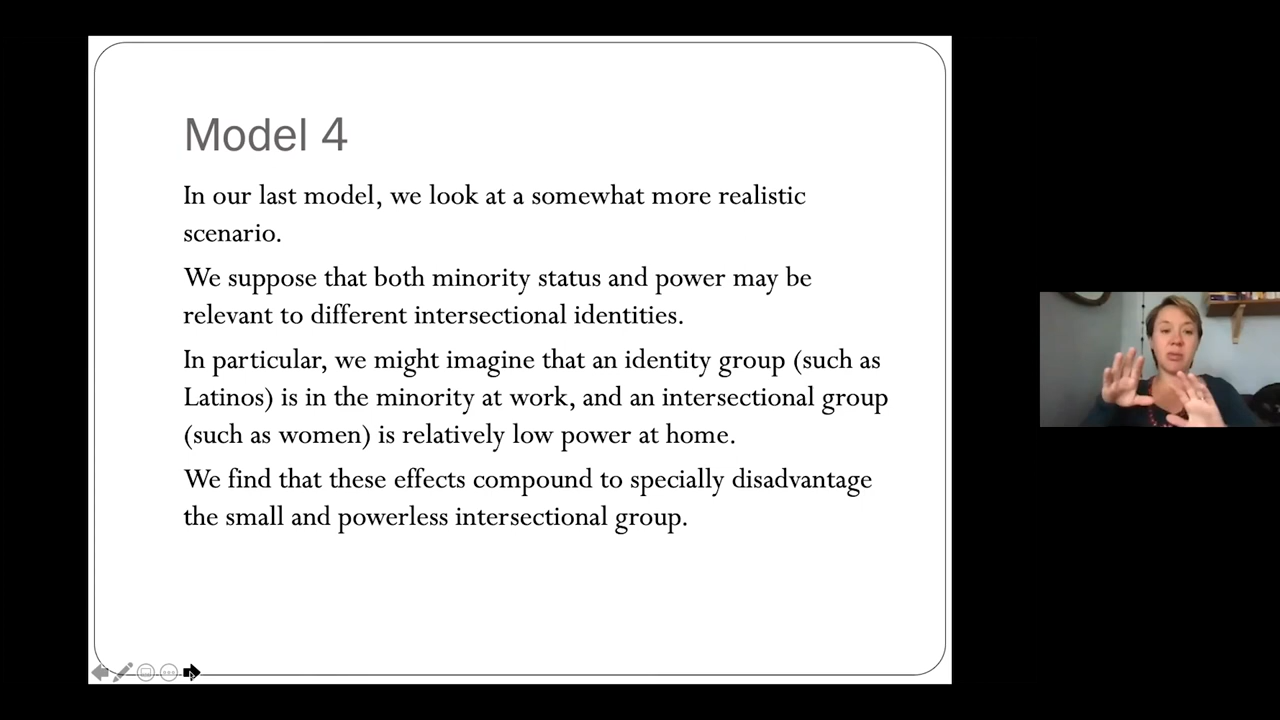 Model 4
In our last model, we look at a somewhat more realistic
scenario.
We suppose that both minority status and power may be
relevant to different intersectional identities.
In particular, we might imagine that an identity group (such as
Latinos) is in the minority at work, and an intersectional group
(such as women) is relatively low power at home.
We find that these effects compound to specially disadvantage
the small and powerless intersectional group.